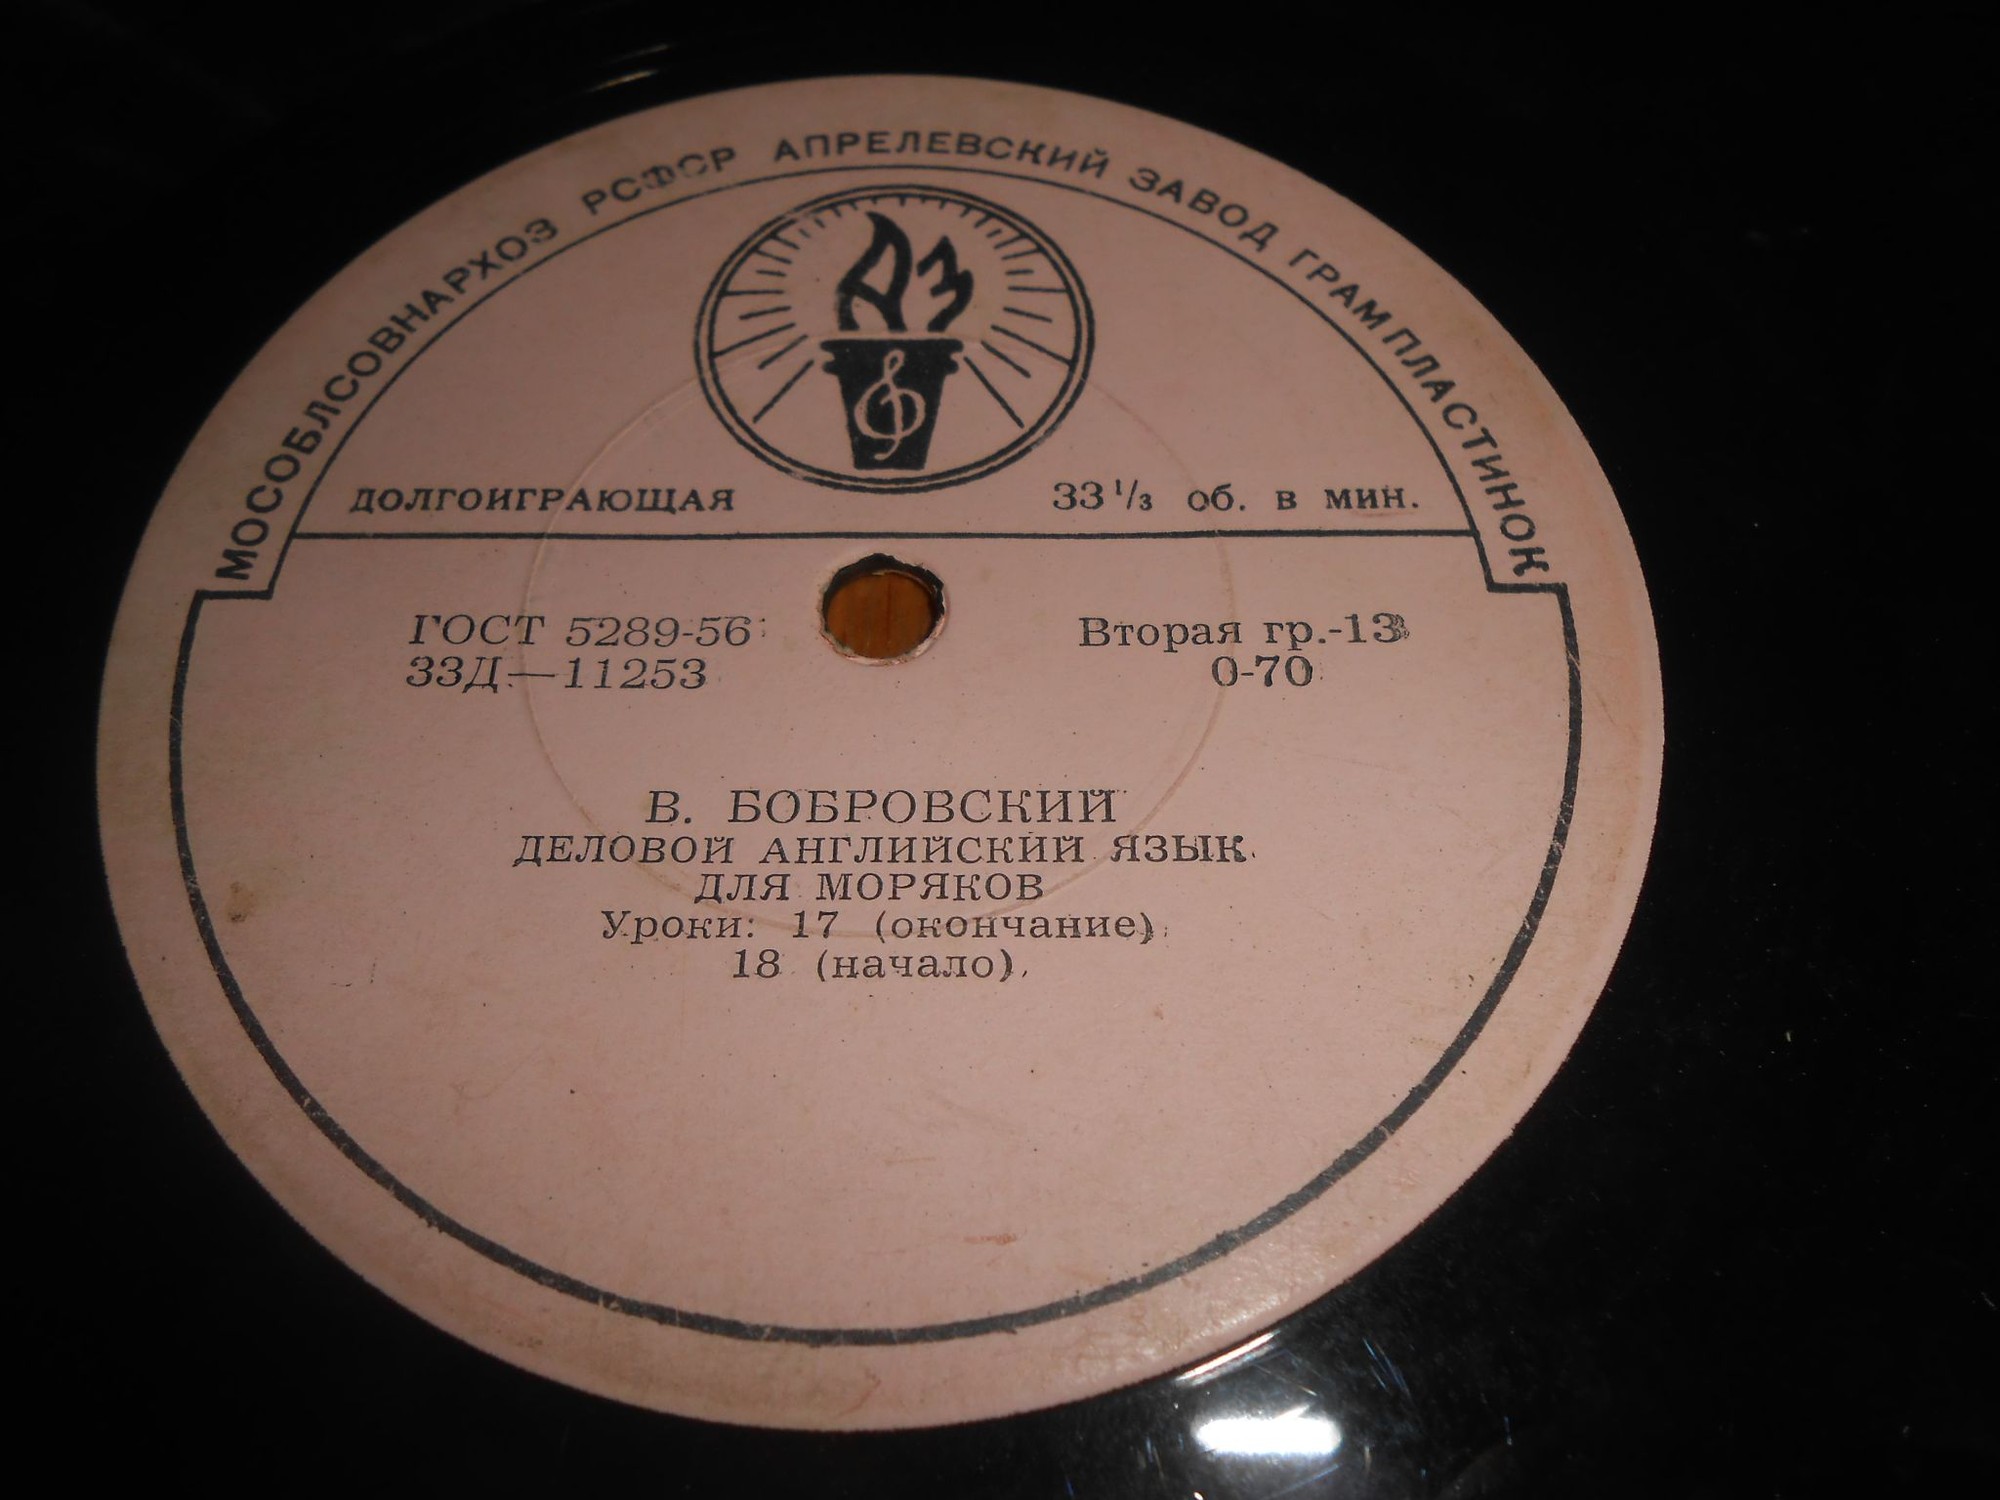 МОСОБЛСОВНАРХОЗ РСФСР АПРЕЛЕВСКИЙ ЗАВОД ГРАМПЛАСТИНОК
АЗ
ДОЛГОИГРАЮЩАЯ 33 1/3 об. в мин.
ГОСТ 5289-56 Вторая гр.-13
33Д—11253 0-70
В. БОБРОВСКИЙ
ДЕЛОВОЙ АНГЛИЙСКИЙ ЯЗЫК
ДЛЯ МОРЯКОВ
Уроки: 17 (окончание)
18 (начало)